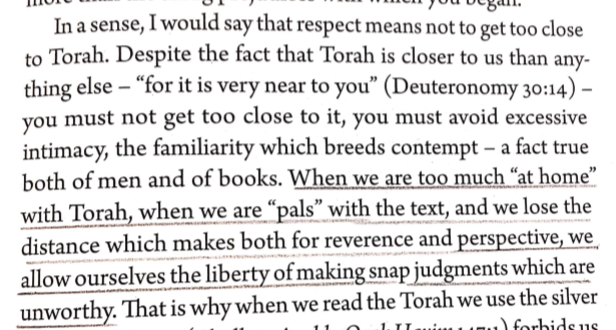 with which you began.
In a sense, I would say that respect means not to get too close
to Torah. Despite the fact that Torah is closer to us than any-
thing else – “for it is very near to you” (Deuteronomy 30:14) –
you must not get too close to it, you must avoid excessive
intimacy, the familiarity which breeds contempt – a fact true
both of men and of books. When we are too much “at home”
with Torah, when we are “pals” with the text, and we lose the
distance which makes both for reverence and perspective, we
allow ourselves the liberty of making snap judgments which are
unworthy. That is why when we read the Torah we use the silver
forbids us